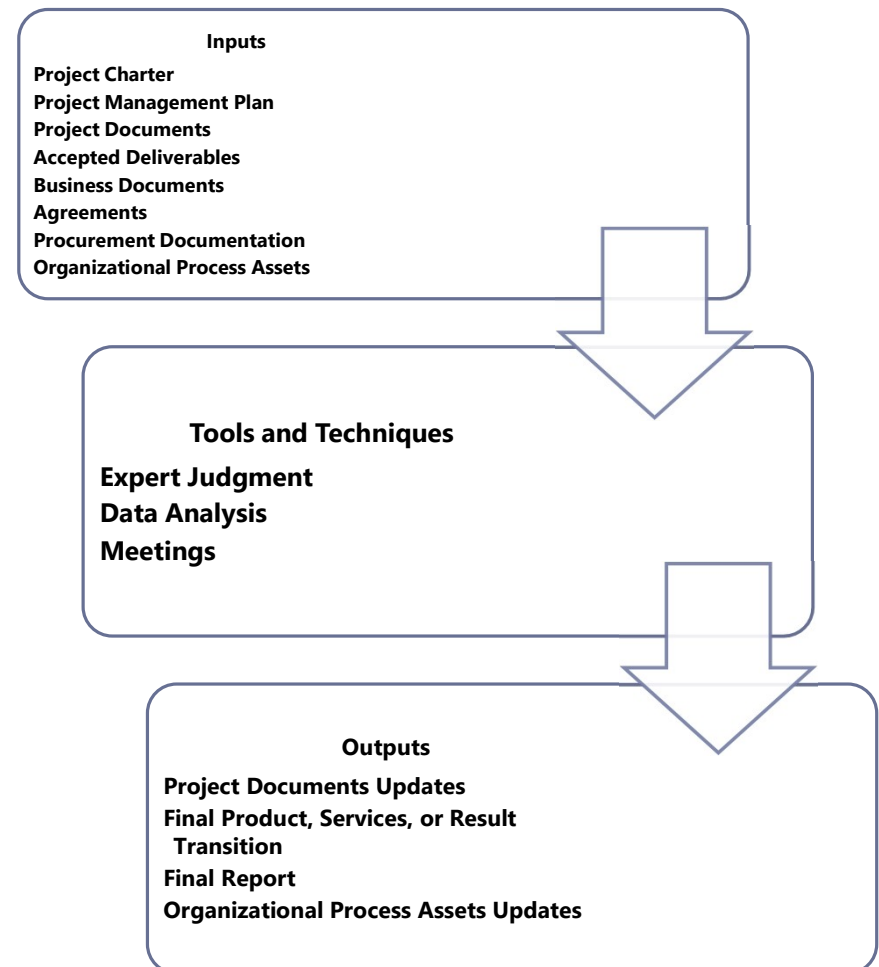 Inputs
Project Charter
Project Management Plan
Project Documents
Accepted Deliverables
Business Documents
Agreements
Procurement Documentation
Organizational Process Assets
Tools and Techniques
Expert Judgment
Data Analysis
Meetings
Outputs
Project Documents Updates
Final Product, Services, or Result
Transition
Final Report
Organizational Process Assets Updates